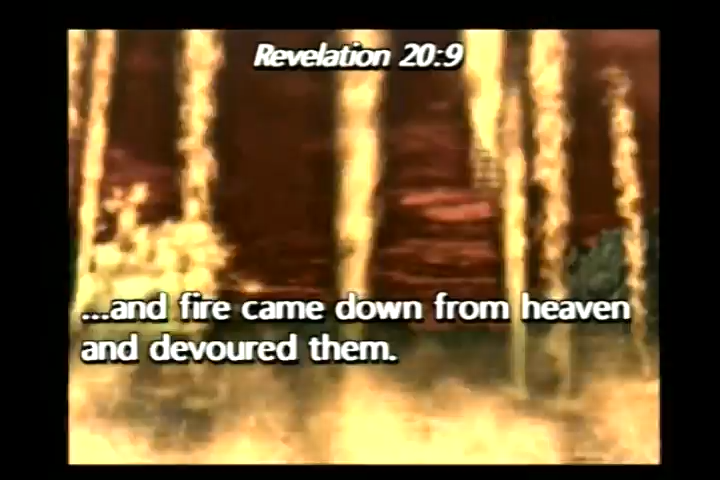 Revelation 20:9
...and fire came down from heaven
and devoured them.